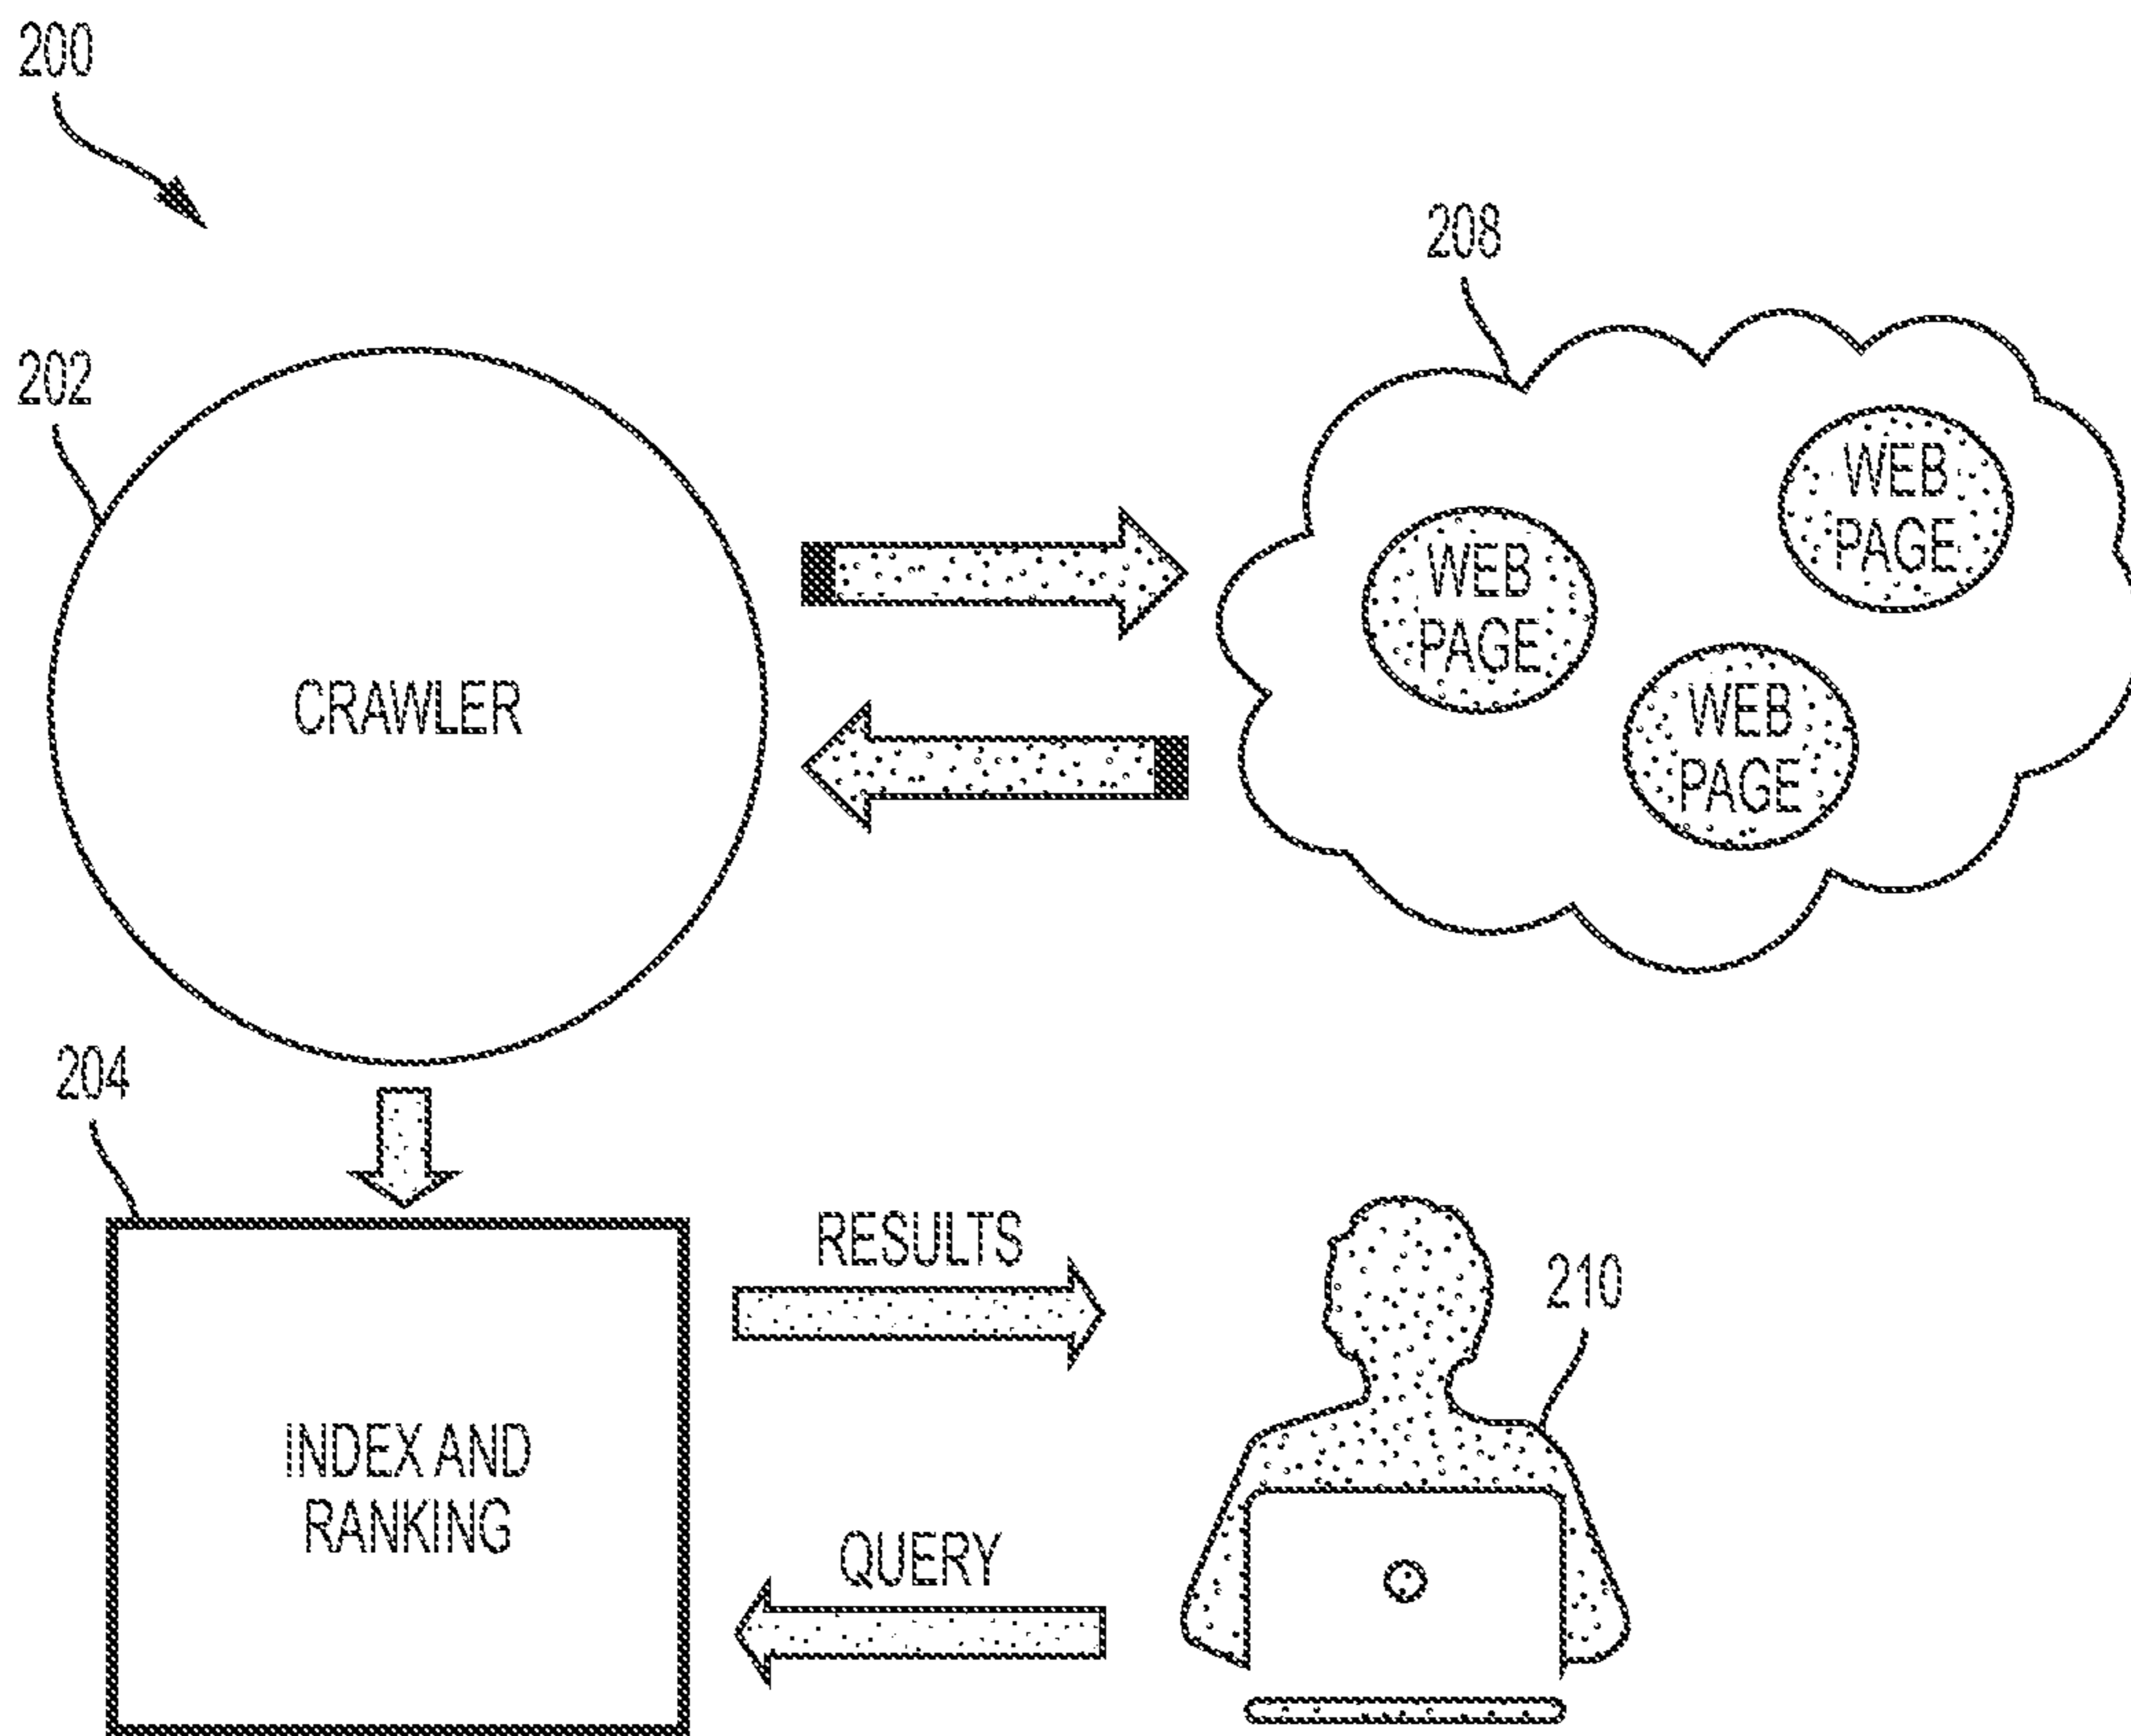 200
208
202
WEB
PAGE
WEB
PAGE
CRAWLER
WEB
PAGE
204
RESULTS
210
INDEX AND
RANKING
QUERY